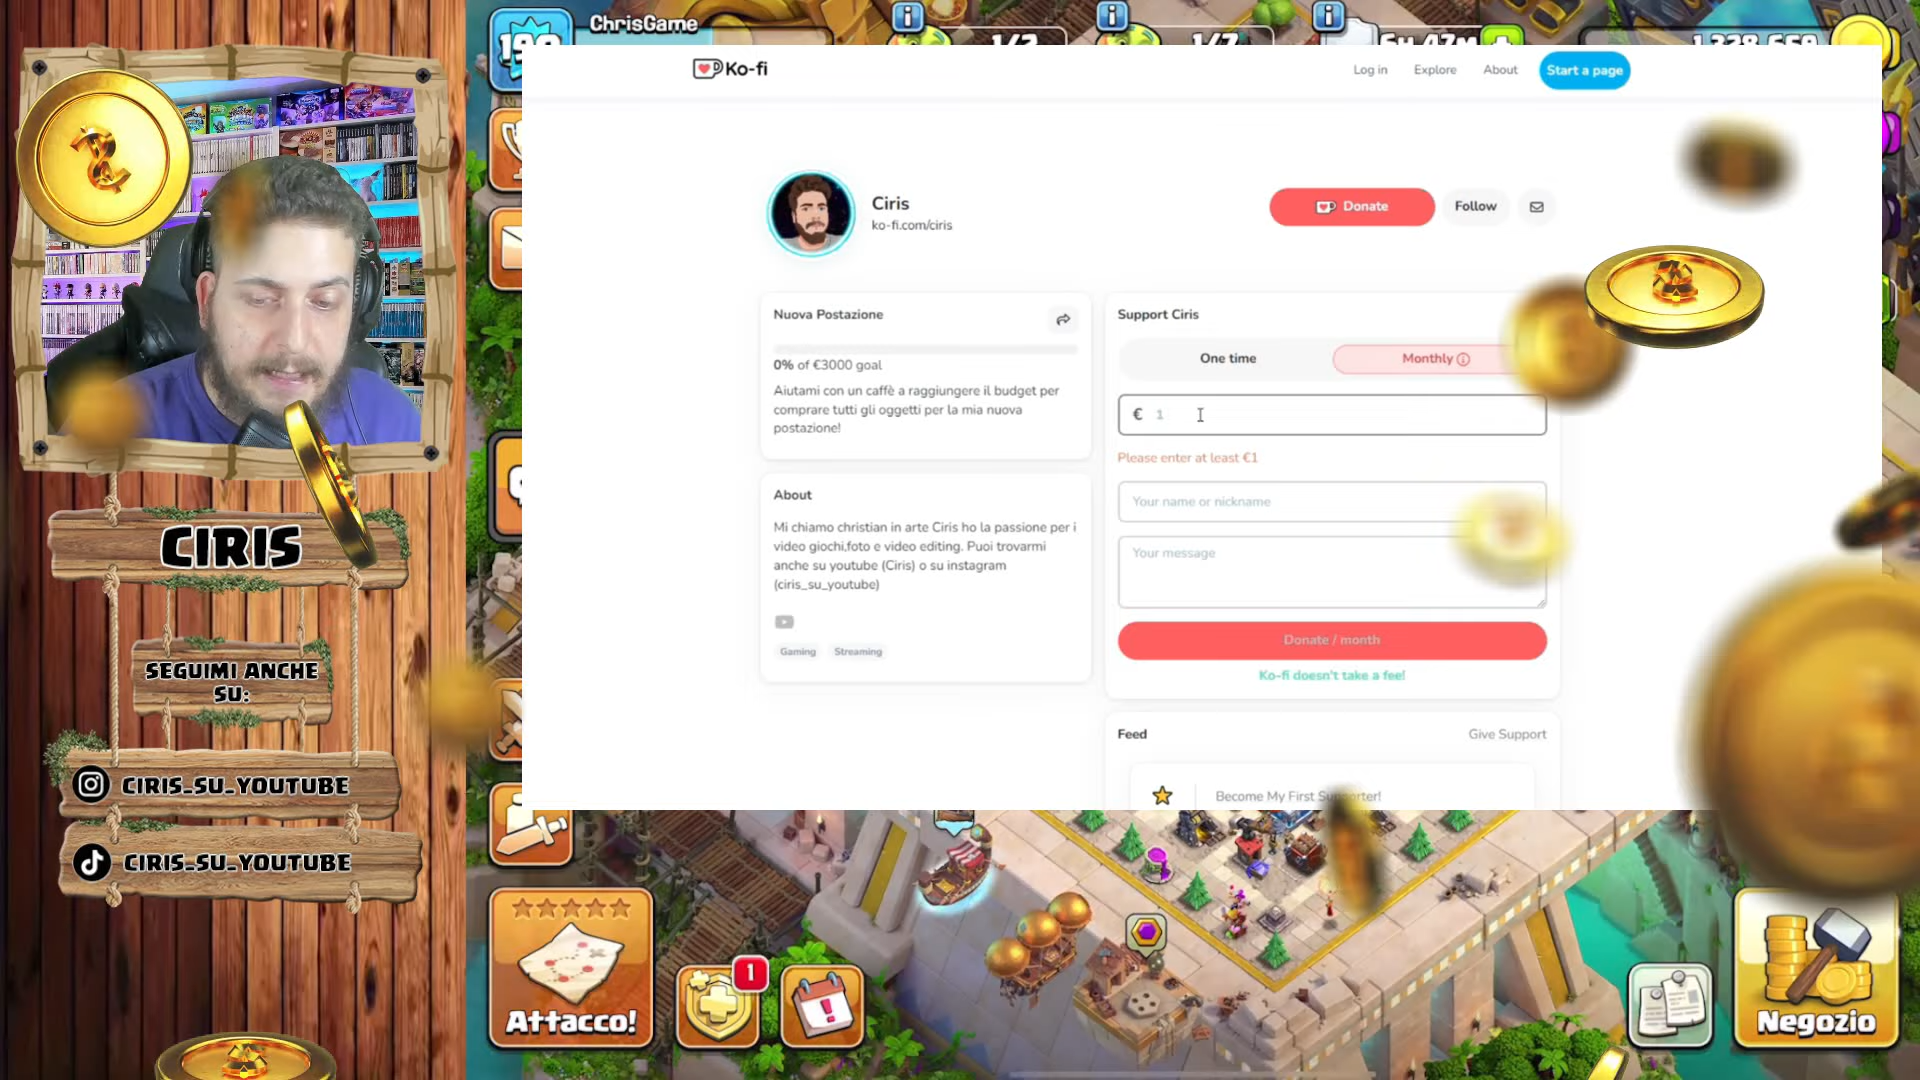 CIRIS
SEGUIMI ANCHE
SU:
CIRIS_SU_YOUTUBE
CIRIS_SU_YOUTUBE
190
ChrisGame
Ko-fi
Log in
Explore
About
Start a page
Ciris
ko-fi.com/ciris
Donate
Follow
Nuova Postazione
0% of €3000 goal
Aiutami con un caffè a raggiungere il budget per
comprare tutti gli oggetti per la mia nuova
postazione!
About
Mi chiamo christian in arte Ciris ho la passione per i
video giochi,foto e video editing. Puoi trovarmi
anche su youtube (Ciris) o su instagram
(ciris_su_youtube)
Gaming
Streaming
Support Ciris
One time
Monthly
€ 1
Please enter at least €1
Your name or nickname
Your message
Donate / month
Ko-fi doesn't take a fee!
Feed
Give Support
Become My First Supporter!
Attacco!
1
Negozio